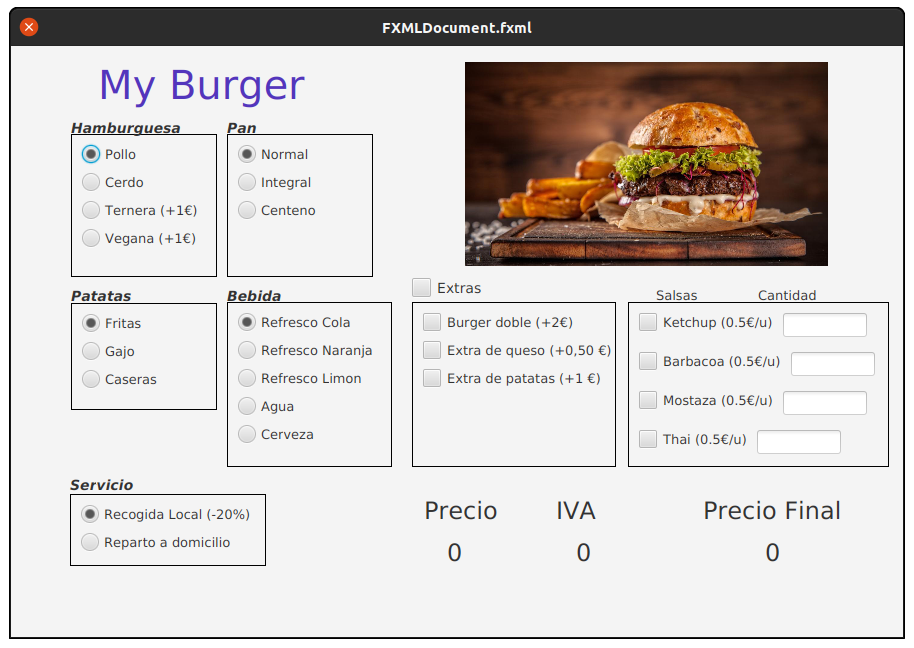 FXMLDocument.fxml
My Burger
Hamburguesa
Pollo
Cerdo
Ternera (+1€)
Vegana (+1€)
Pan
Normal
Integral
Centeno
Patatas
Fritas
Gajo
Caseras
Bebida
Refresco Cola
Refresco Naranja
Refresco Limon
Agua
Cerveza
Extras
Burger doble (+2€)
Extra de queso (+0,50 €)
Extra de patatas (+1 €)
Salsas Cantidad
Ketchup (0.5€/u)
Barbacoa (0.5€/u)
Mostaza (0.5€/u)
Thai (0.5€/u)
Servicio
Recogida Local (-20%)
Reparto a domicilio
Precio IVA Precio Final
0 0 0